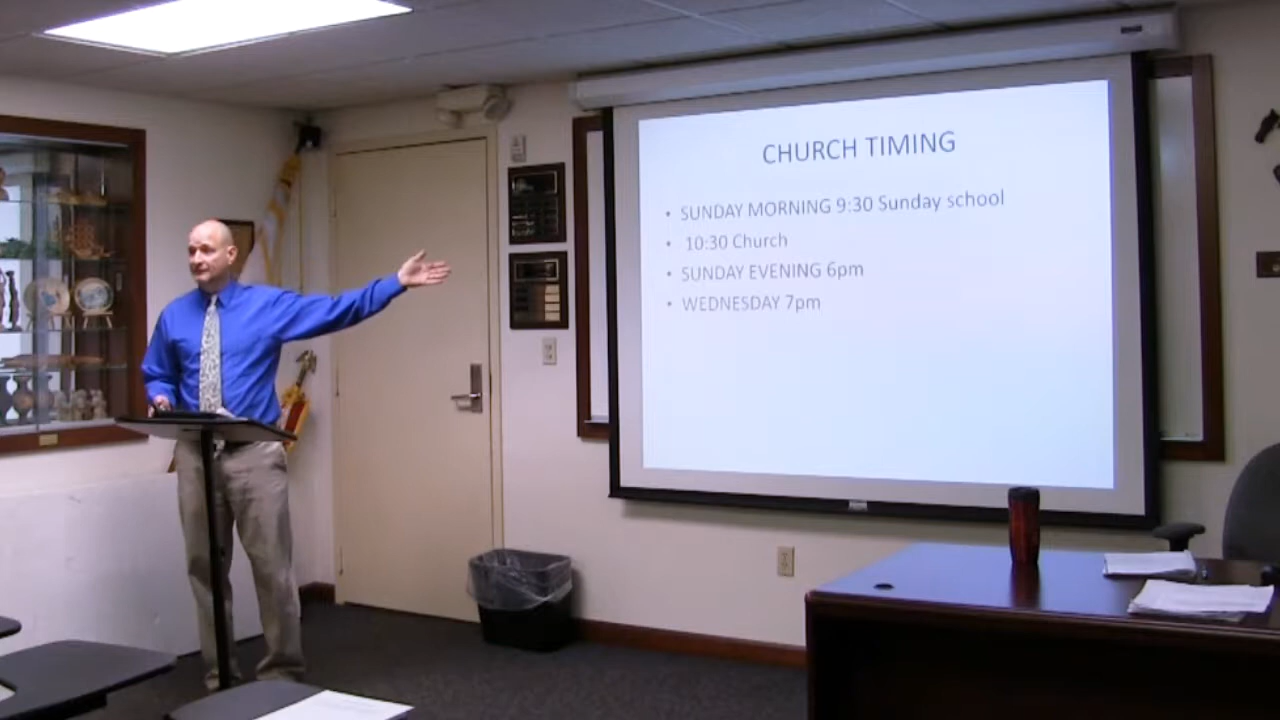 CHURCH TIMING
• SUNDAY MORNING 9:30 Sunday school
• 10:30 Church
• SUNDAY EVENING 6pm
• WEDNESDAY 7pm